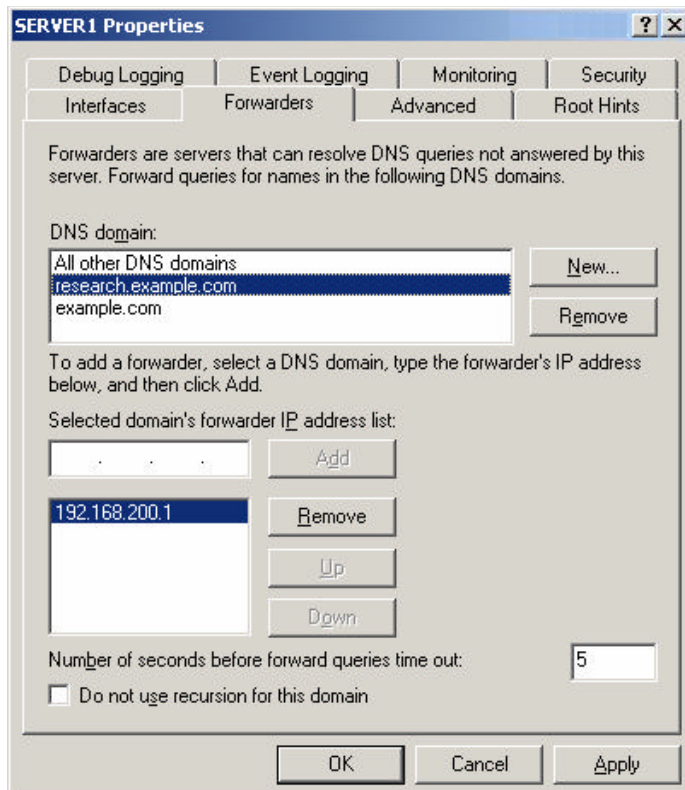 SERVER1 Properties
Debug Logging Event Logging Monitoring Security
Interfaces Forwarders Advanced Root Hints
Forwarders are servers that can resolve DNS queries not answered by this
server. Forward queries for names in the following DNS domains.
DNS domain:
All other DNS domains
research.example.com
example.com
New...
Remove
To add a forwarder, select a DNS domain, type the forwarder's IP address
below, and then click Add.
Selected domain's forwarder IP address list:
. . .
Add
192.168.200.1
Remove
Up
Down
Number of seconds before forward queries time out: 5
Do not use recursion for this domain
OK Cancel Apply